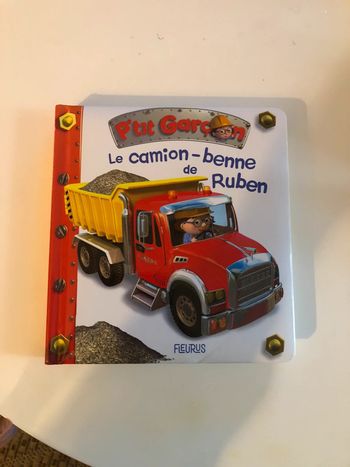 P'tit Garçon
Le camion-benne
de
Ruben
FLEURUS